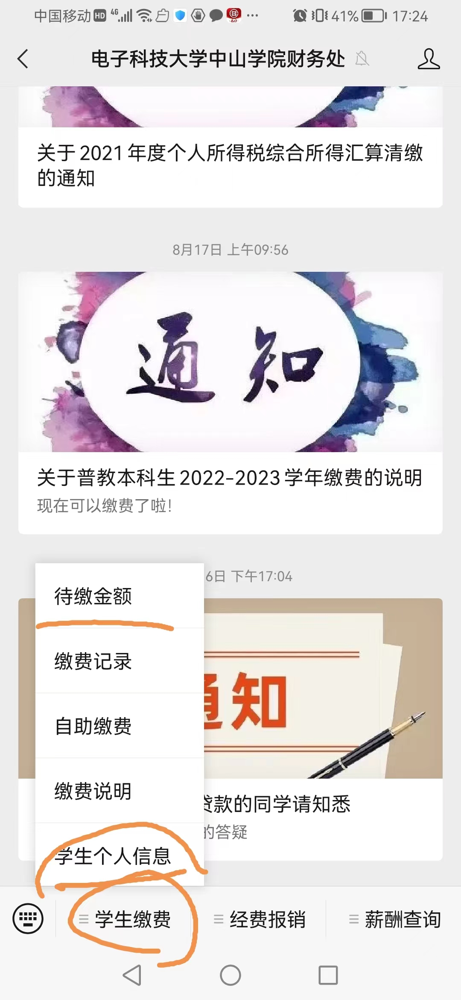 中国移动 HD 4G 8.0 ... 41% 17:24
电子科技大学中山学院财务处
关于2021年度个人所得税综合所得汇算清缴
的通知
8月17日 上午09:56
通知
关于普教本科生2022-2023学年缴费的说明
现在可以缴费了啦!
6日 下午17:04
待缴金额
缴费记录
通知
自助缴费
缴费说明
贷款的同学请知悉
的答疑
学生个人信息
学生缴费
经费报销
薪酬查询